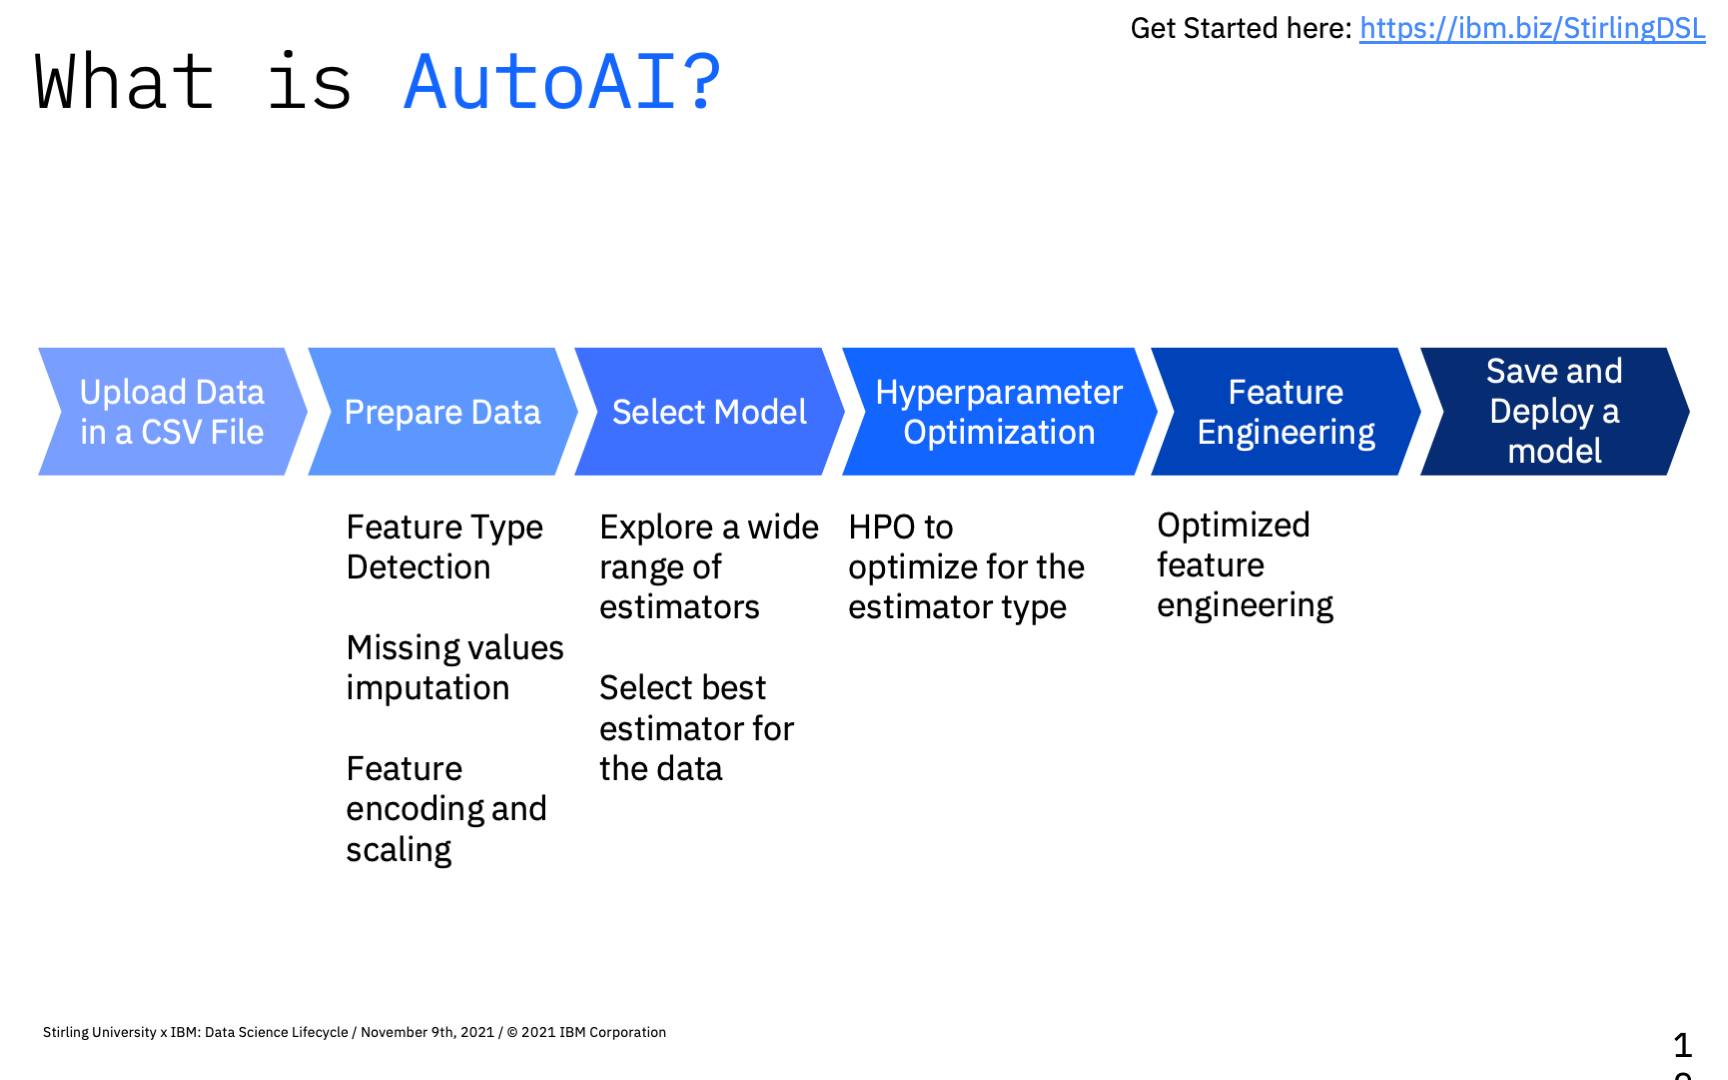 Get Started here: https://ibm.biz/StirlingDSL
What is AutoAI?
Upload Data
in a CSV File
Prepare Data
Select Model
Hyperparameter
Optimization
Feature
Engineering
Save and
Deploy a
model
Feature Type
Detection
Missing values
imputation
Feature
encoding and
scaling
Explore a wide
range of
estimators
Select best
estimator for
the data
HPO to
optimize for the
estimator type
Optimized
feature
engineering
Stirling University x IBM: Data Science Lifecycle / November 9th, 2021 / © 2021 IBM Corporation
1